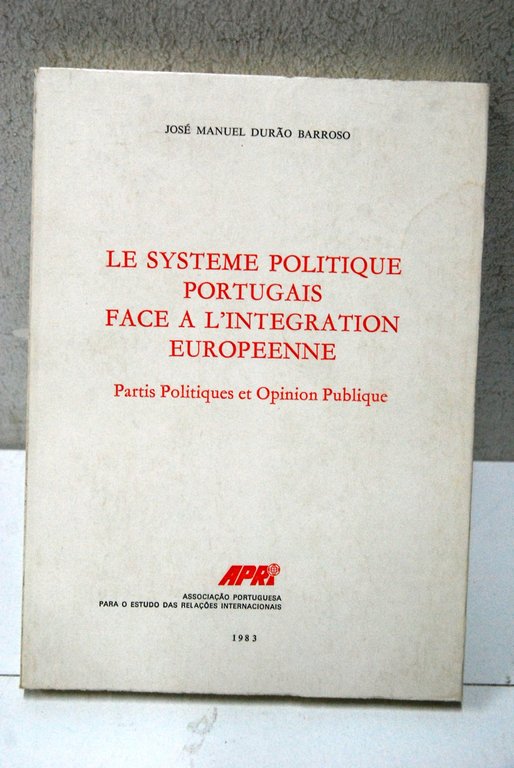 JOSÉ MANUEL DURÃO BARROSO
LE SYSTEME POLITIQUE
PORTUGAIS
FACE A L'INTEGRATION
EUROPEENNE
Partis Politiques et Opinion Publique
APRI
ASSOCIAÇÃO PORTUGUESA
PARA O ESTUDO DAS RELAÇÕES INTERNACIONAIS
1983